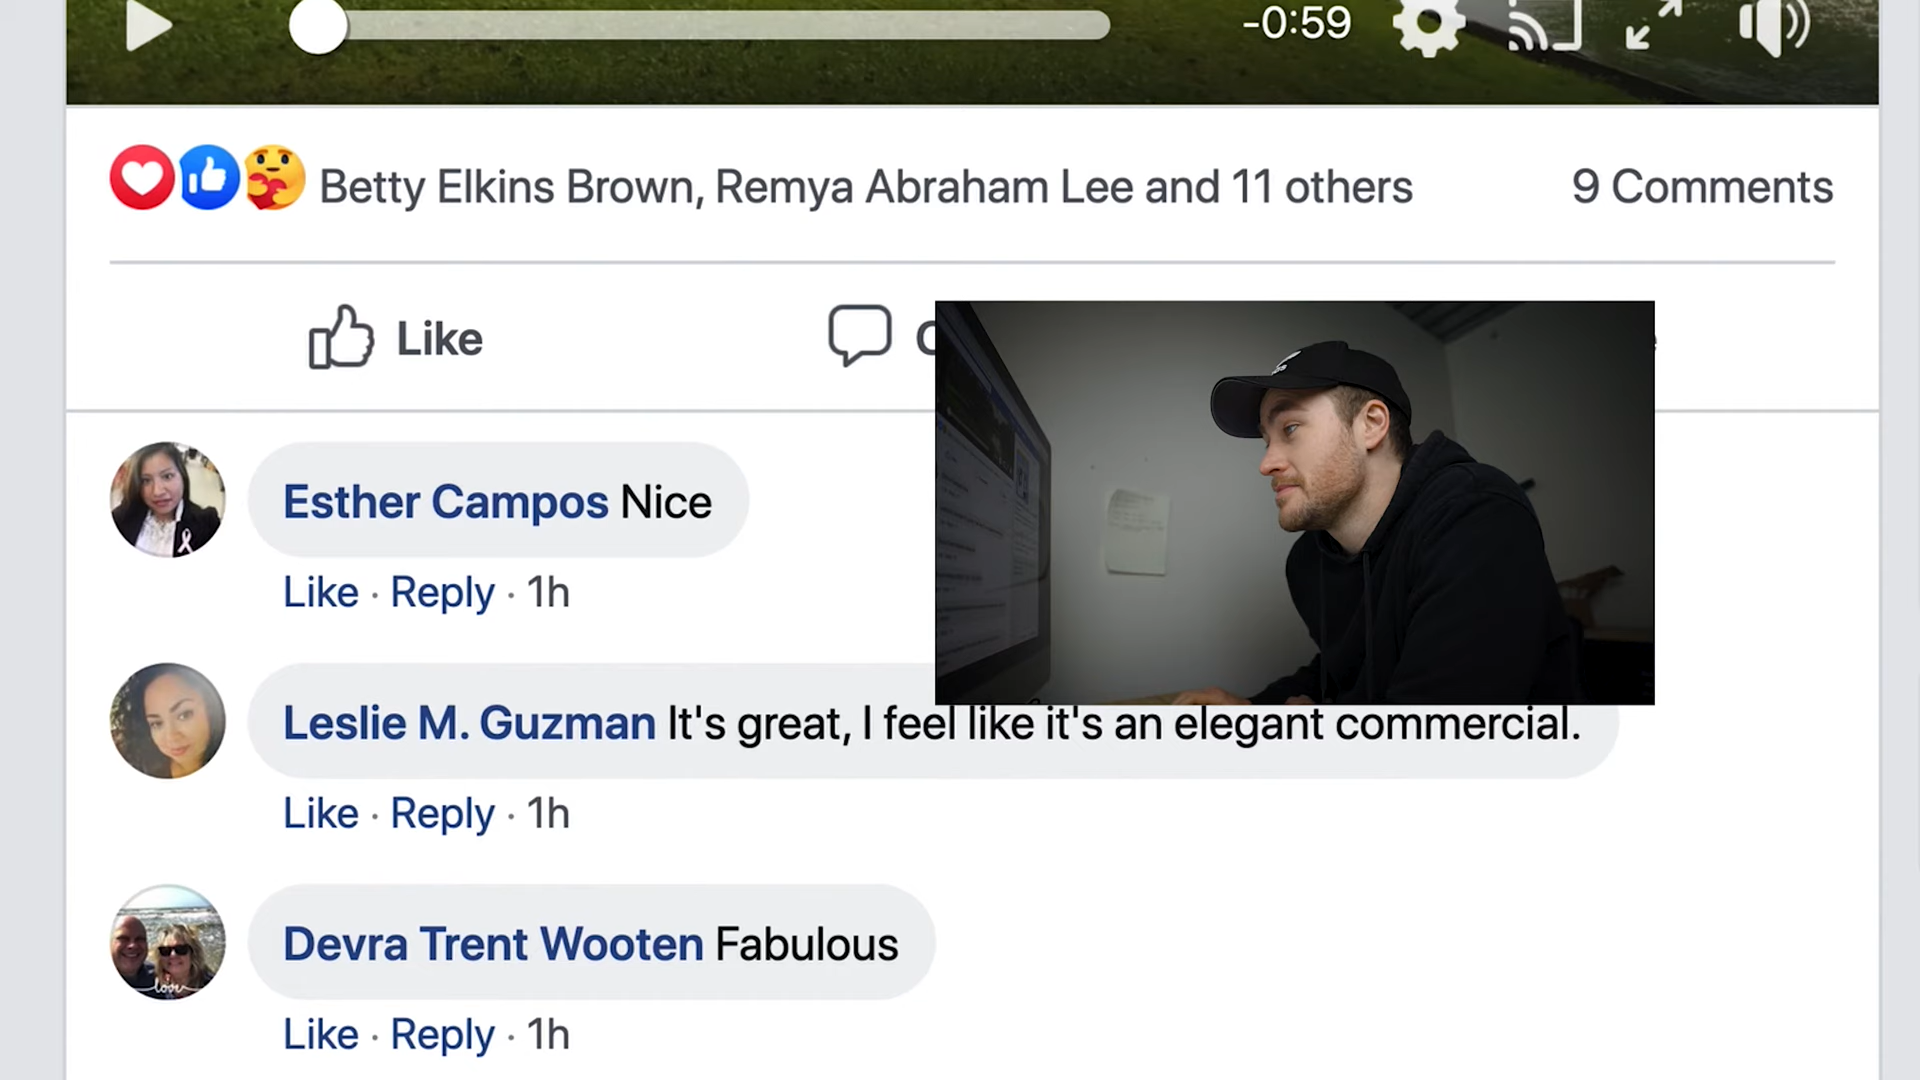 -0:59
Betty Elkins Brown, Remya Abraham Lee and 11 others
9 Comments
Like
Esther Campos Nice
Like · Reply · 1h
Leslie M. Guzman It's great, I feel like it's an elegant commercial.
Like · Reply · 1h
Devra Trent Wooten Fabulous
Like · Reply · 1h
love